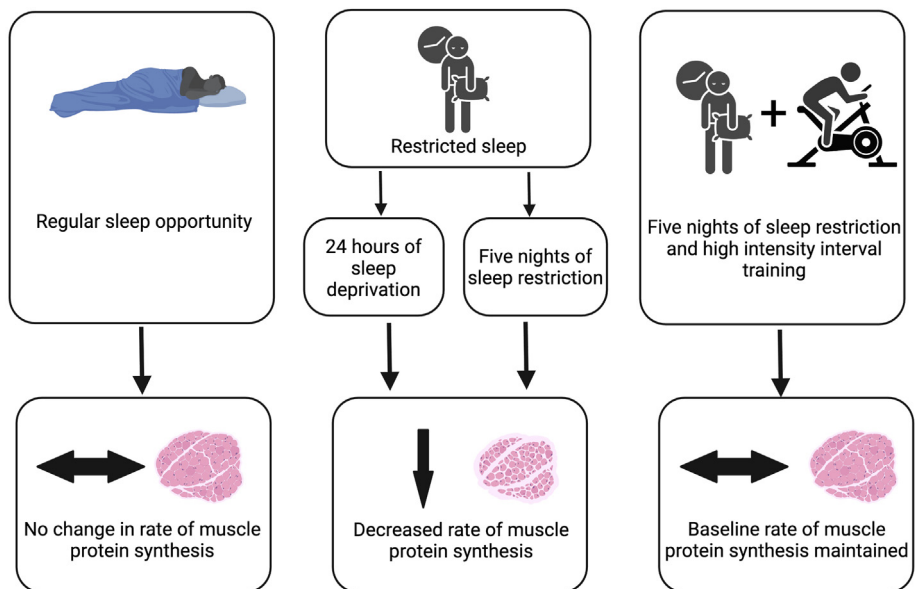 Regular sleep opportunity
Restricted sleep
24 hours of
sleep
deprivation
Five nights of
sleep restriction
Five nights of sleep restriction
and high intensity interval
training
No change in rate of muscle
protein synthesis
Decreased rate of muscle
protein synthesis
Baseline rate of muscle
protein synthesis maintained